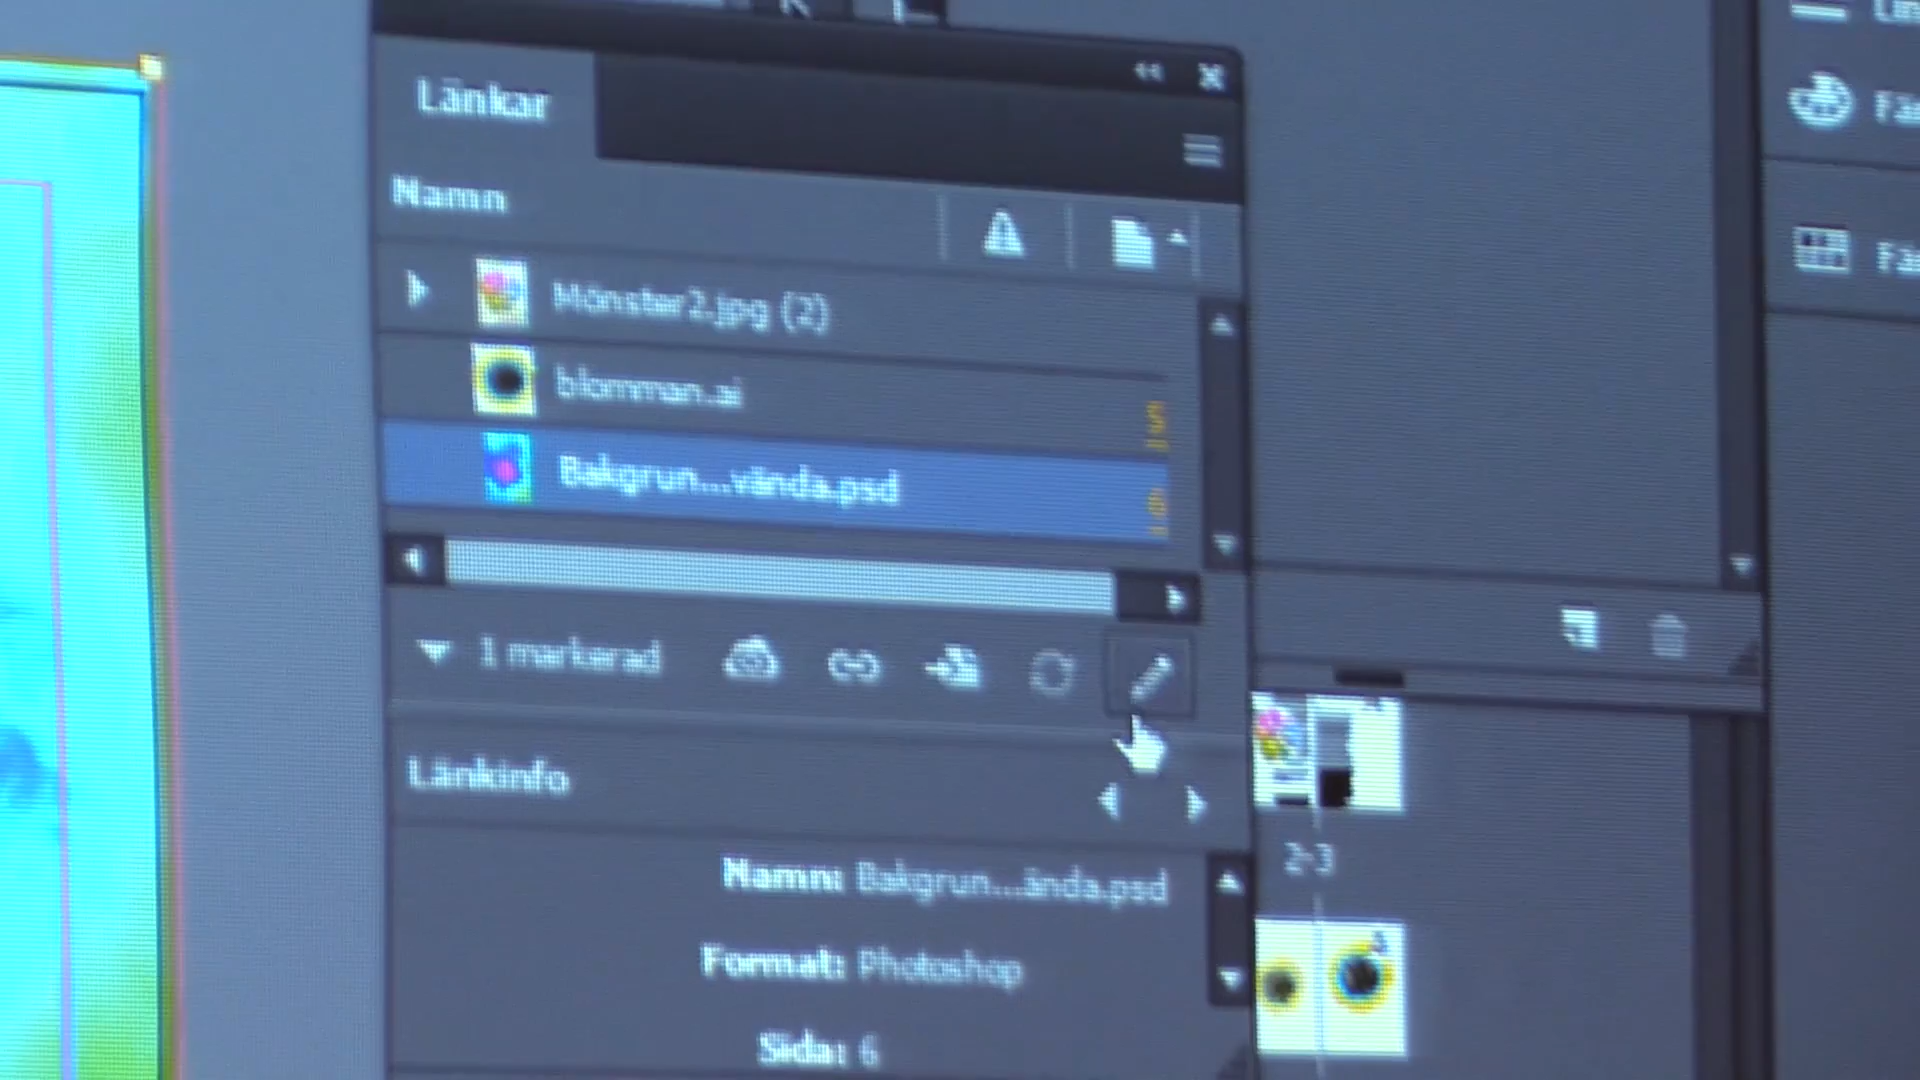 Länkar
Namn
Mönster2.jpg (2)
blomman.ai
5
Bakgrun...vända.psd
6
1 markerad
Länkinfo
2-3
Namn: Bakgrun...ända.psd
Format: Photoshop
Sida: 6